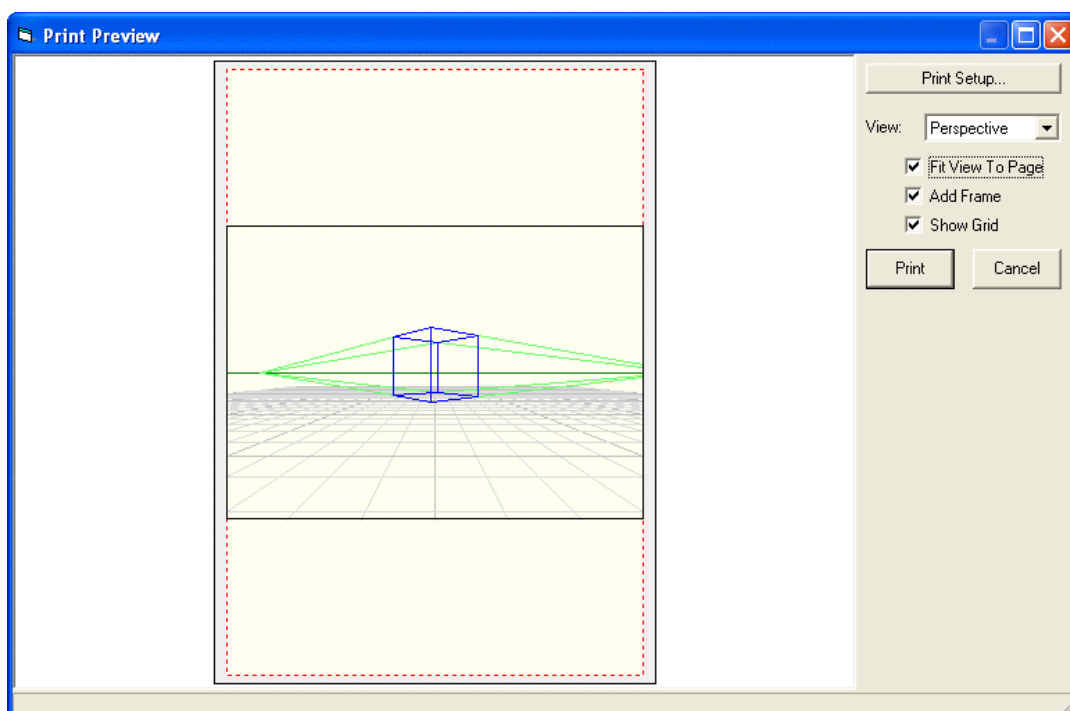 Print Preview
Print Setup...
View: Perspective
Fit View To Page
Add Frame
Show Grid
Print Cancel